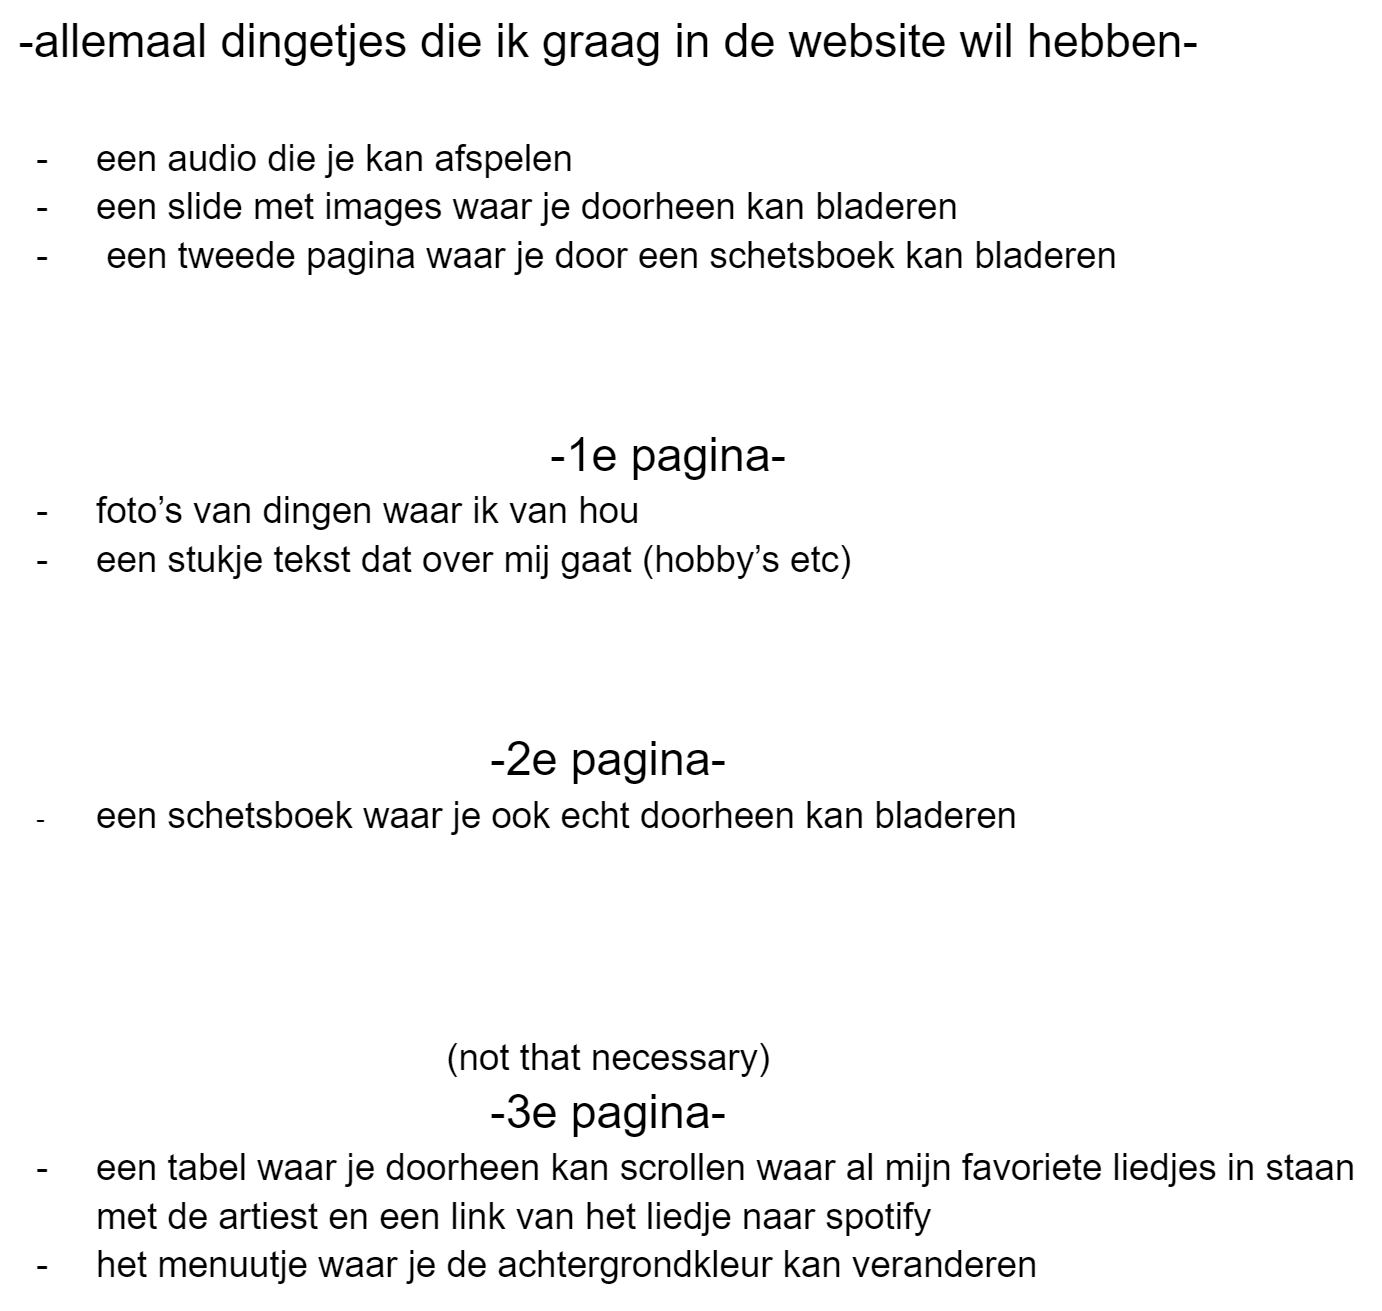 -allemaal dingetjes die ik graag in de website wil hebben-
- een audio die je kan afspelen
- een slide met images waar je doorheen kan bladeren
- een tweede pagina waar je door een schetsboek kan bladeren
-1e pagina-
- foto’s van dingen waar ik van hou
- een stukje tekst dat over mij gaat (hobby’s etc)
-2e pagina-
- een schetsboek waar je ook echt doorheen kan bladeren
(not that necessary)
-3e pagina-
- een tabel waar je doorheen kan scrollen waar al mijn favoriete liedjes in staan
met de artiest en een link van het liedje naar spotify
- het menuutje waar je de achtergrondkleur kan veranderen